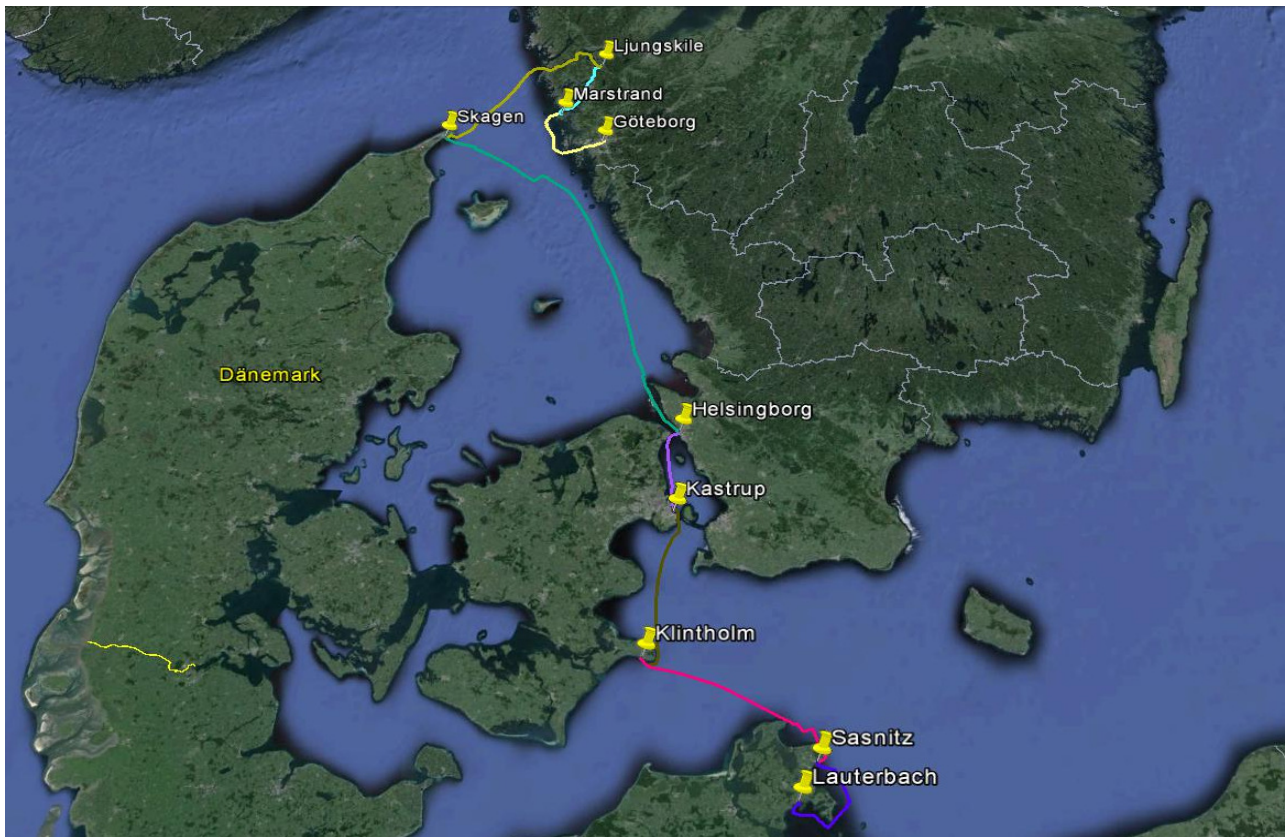 Ljungskile
Marstrand
Skagen
Göteborg
Dänemark
Helsingborg
Kastrup
Klintholm
Sasnitz
Lauterbach